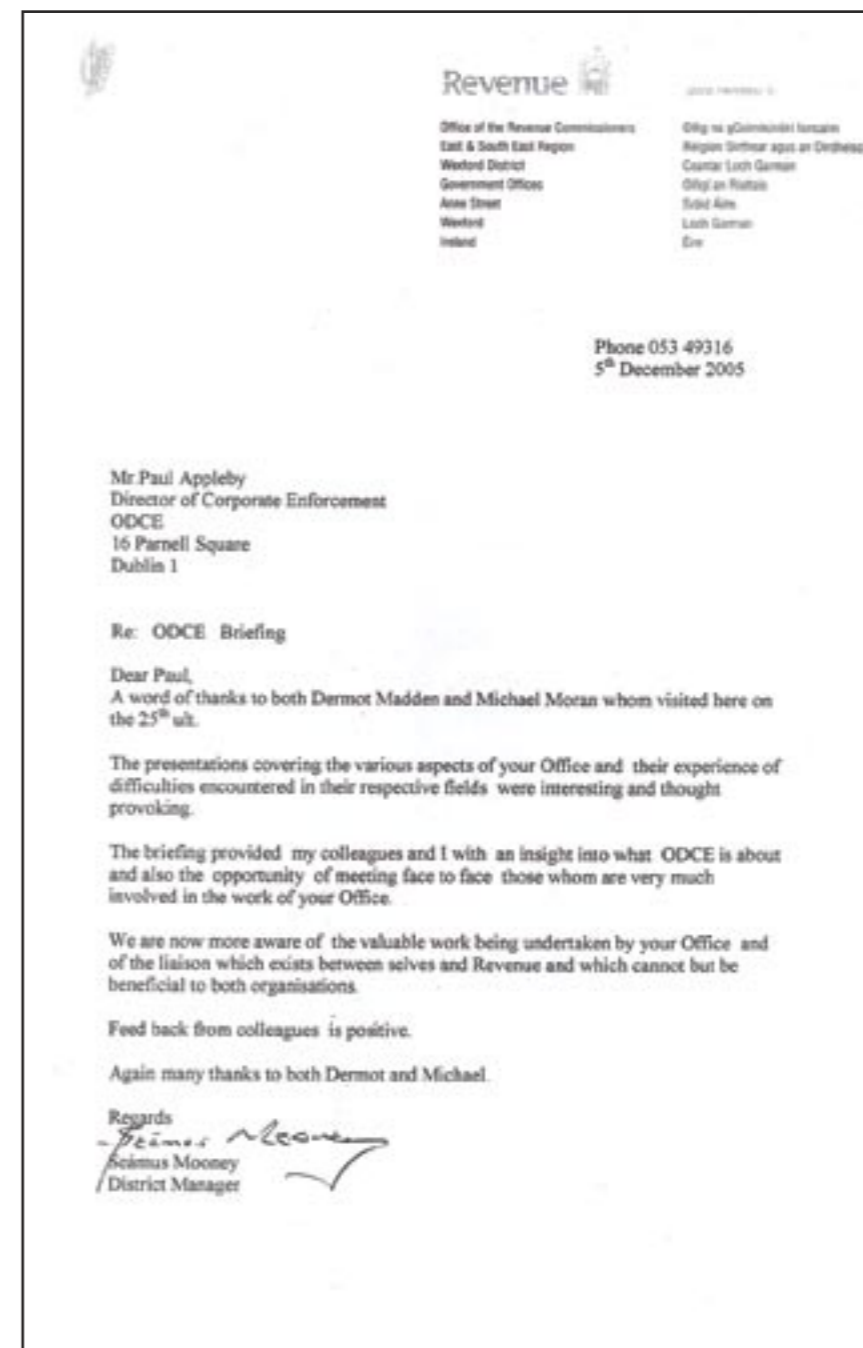 Revenue
Office of the Revenue Commissioners
East & South East Region
Wexford District
Government Offices
Anne Street
Wexford
Ireland
Loch Garman
Éire
Phone 053 49316
5th December 2005
Mr Paul Appleby
Director of Corporate Enforcement
ODCE
16 Parnell Square
Dublin 1
Re: ODCE Briefing
Dear Paul,
A word of thanks to both Dermot Madden and Michael Moran whom visited here on
the 25th ult.
The presentations covering the various aspects of your Office and their experience of
difficulties encountered in their respective fields were interesting and thought
provoking.
The briefing provided my colleagues and I with an insight into what ODCE is about
and also the opportunity of meeting face to face those whom are very much
involved in the work of your Office.
We are now more aware of the valuable work being undertaken by your Office and
of the liaison which exists between selves and Revenue and which cannot but be
beneficial to both organisations.
Feed back from colleagues is positive.
Again many thanks to both Dermot and Michael.
Regards
Séamus Mooney
Séamus Mooney
District Manager